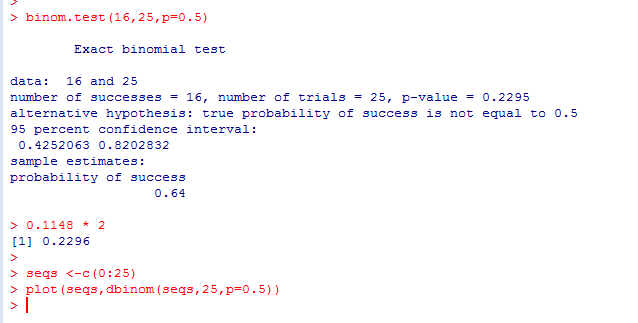 >
> binom.test(16,25,p=0.5)
Exact binomial test
data:  16 and 25
number of successes = 16, number of trials = 25, p-value = 0.2295
alternative hypothesis: true probability of success is not equal to 0.5
95 percent confidence interval:
0.4252063 0.8202832
sample estimates:
probability of success
0.64
> 0.1148 * 2
[1] 0.2296
>
> seqs <-c(0:25)
> plot(seqs,dbinom(seqs,25,p=0.5))
>